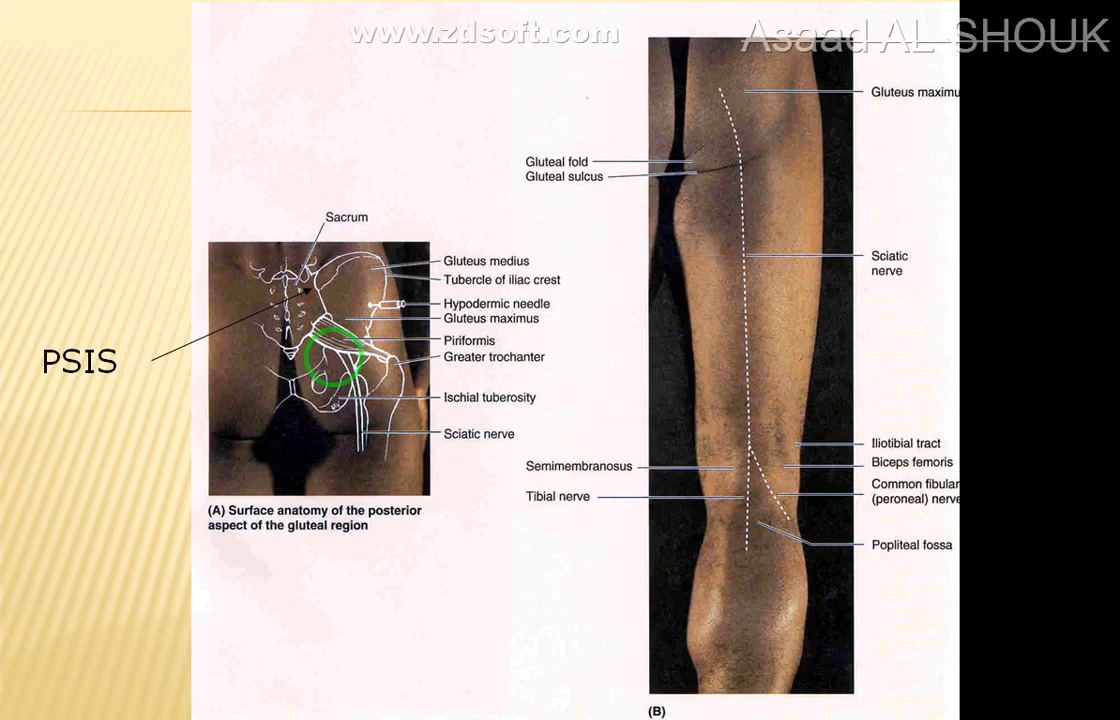 www.zdsoft.com
Asaad AL-SHOUK
Gluteus maximu
Gluteal fold
Gluteal sulcus
Sacrum
Gluteus medius
Tubercle of iliac crest
Hypodermic needle
Gluteus maximus
Piriformis
Greater trochanter
Ischial tuberosity
Sciatic nerve
PSIS
(A) Surface anatomy of the posterior
aspect of the gluteal region
Sciatic
nerve
Iliotibial tract
Semimembranosus
Biceps femoris
Tibial nerve
Common fibular
(peroneal) nerve
Popliteal fossa
(B)